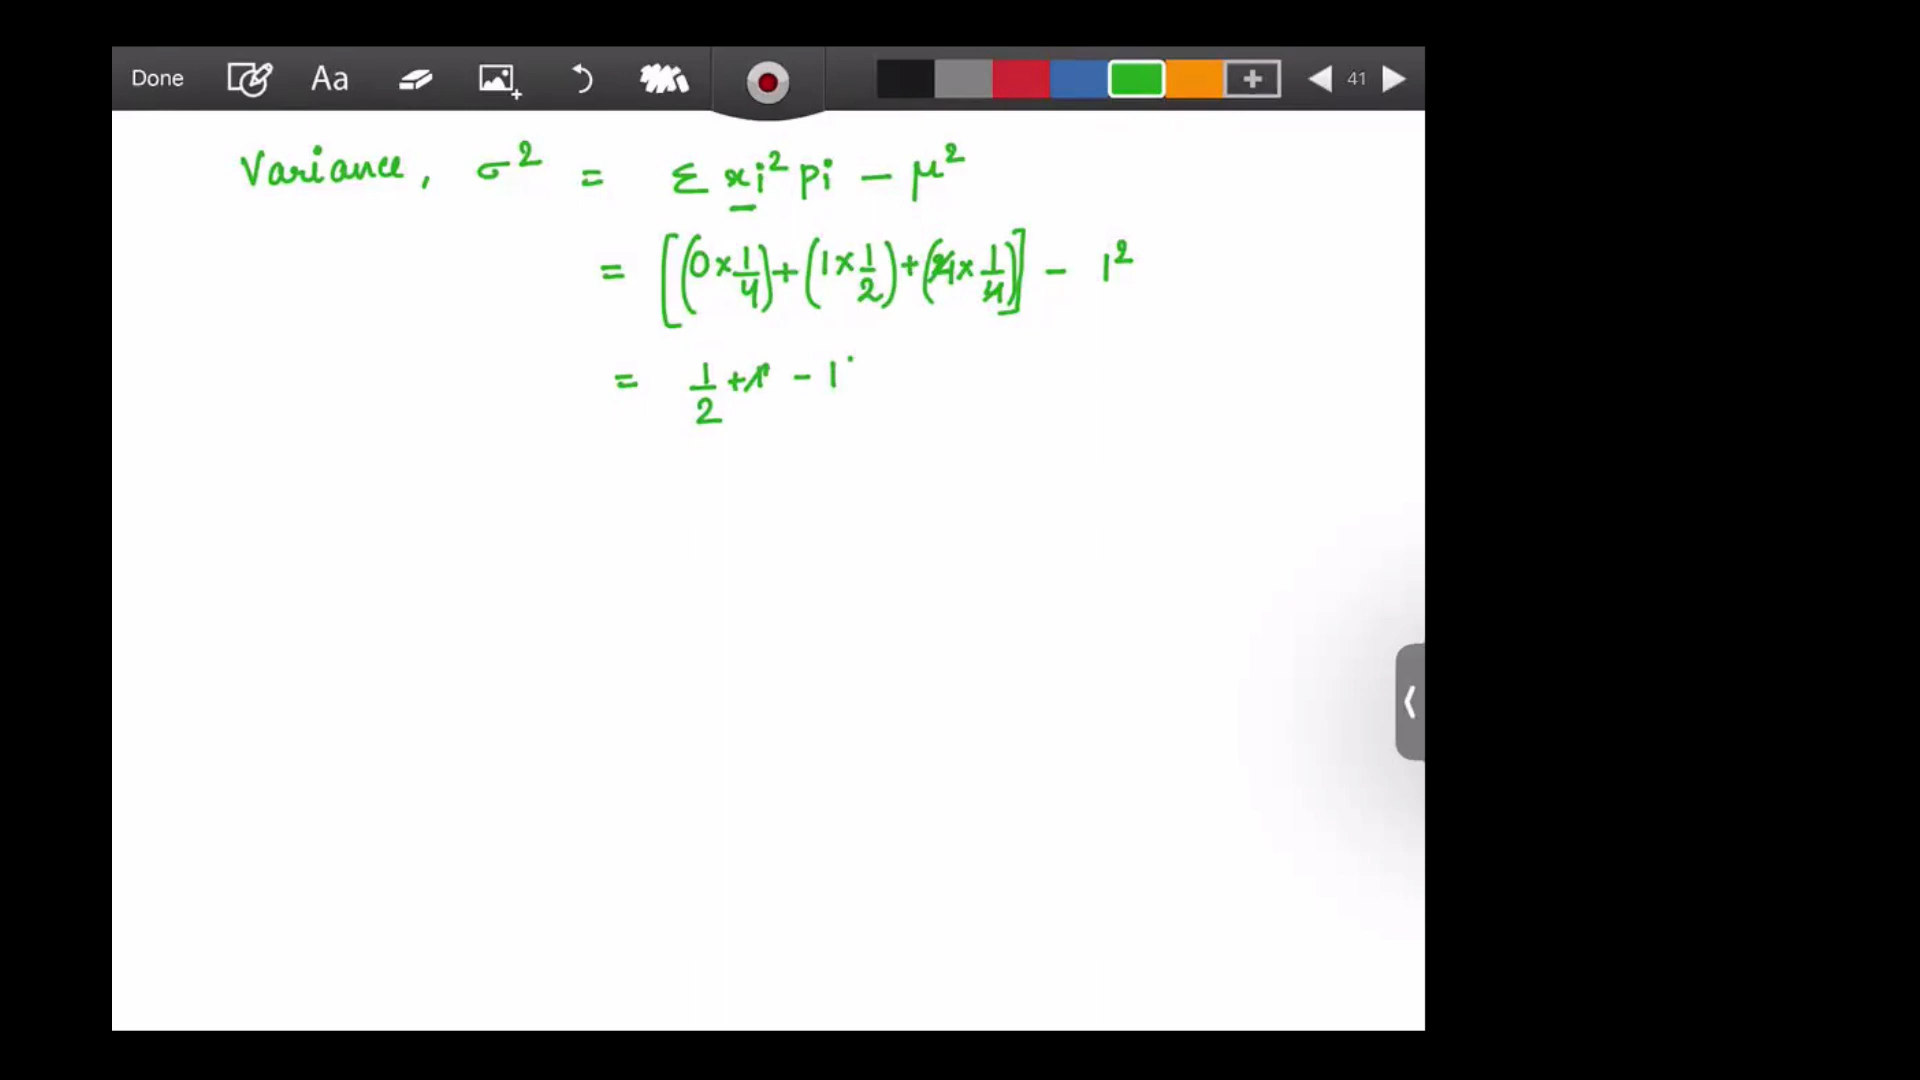 Done Aa 41
Variance, σ² = Σ xi² pi − μ²
= [(0×1/4)+(1×1/2)+(4×1/4)] − 1²
= 1/2 +1 − 1